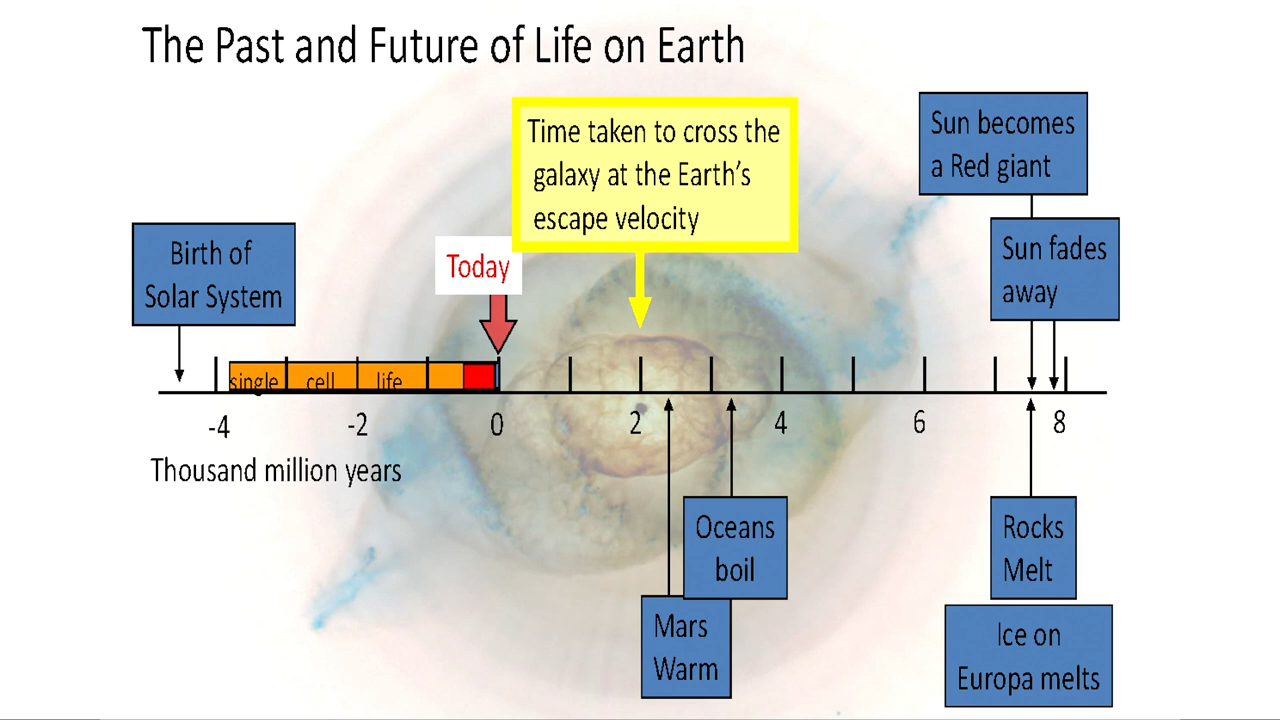 The Past and Future of Life on Earth
Sun becomes
a Red giant
Time taken to cross the
galaxy at the Earth's
escape velocity
Birth of
Solar System
Today
Sun fades
away
single cell life
-4 -2 0 2 4 6 8
Thousand million years
Oceans
boil
Rocks
Melt
Mars
Warm
Ice on
Europa melts